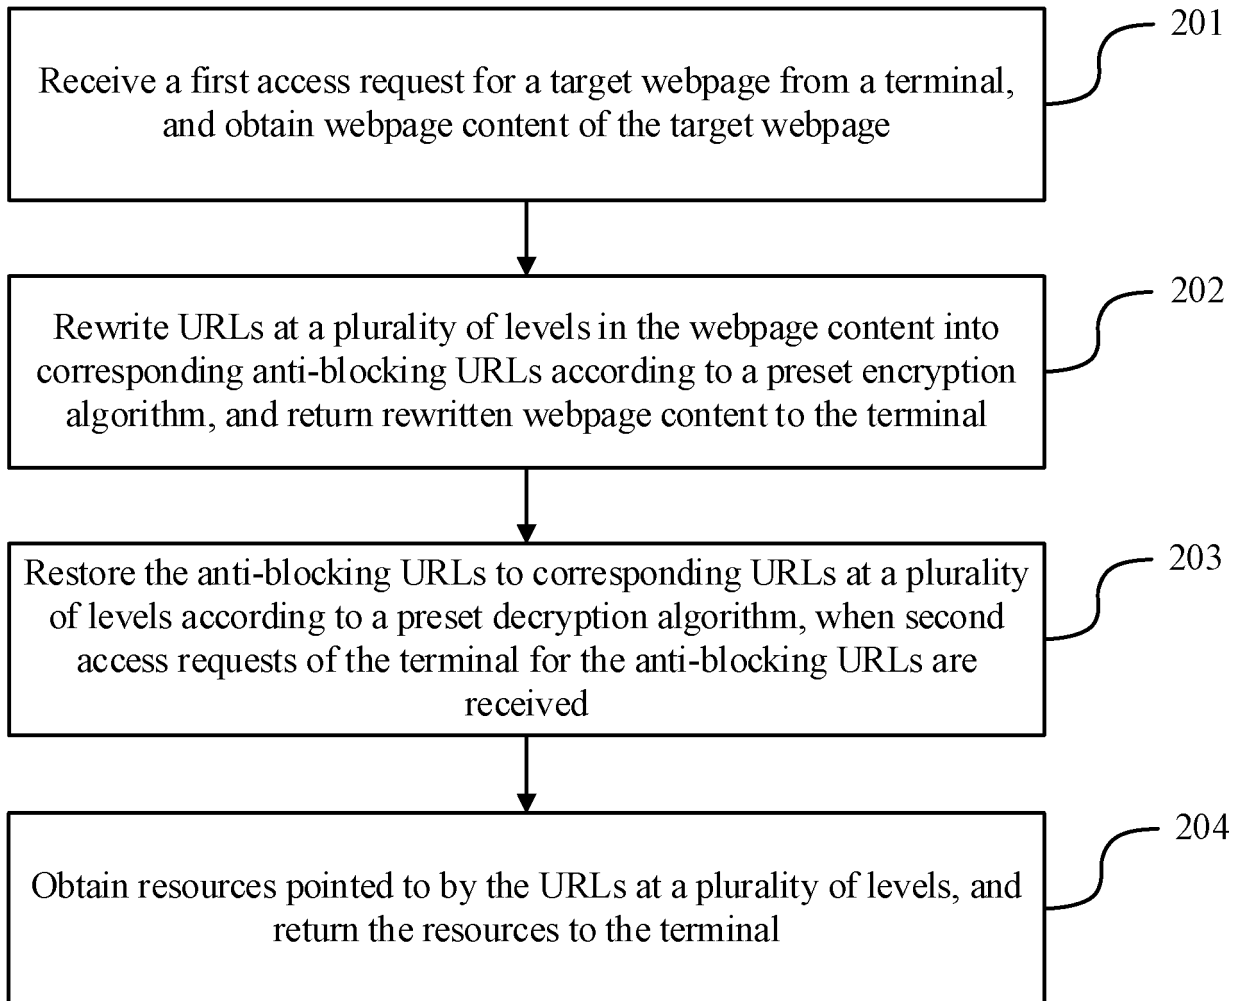 201
Receive a first access request for a target webpage from a terminal,
and obtain webpage content of the target webpage
202
Rewrite URLs at a plurality of levels in the webpage content into
corresponding anti-blocking URLs according to a preset encryption
algorithm, and return rewritten webpage content to the terminal
203
Restore the anti-blocking URLs to corresponding URLs at a plurality
of levels according to a preset decryption algorithm, when second
access requests of the terminal for the anti-blocking URLs are
received
204
Obtain resources pointed to by the URLs at a plurality of levels, and
return the resources to the terminal